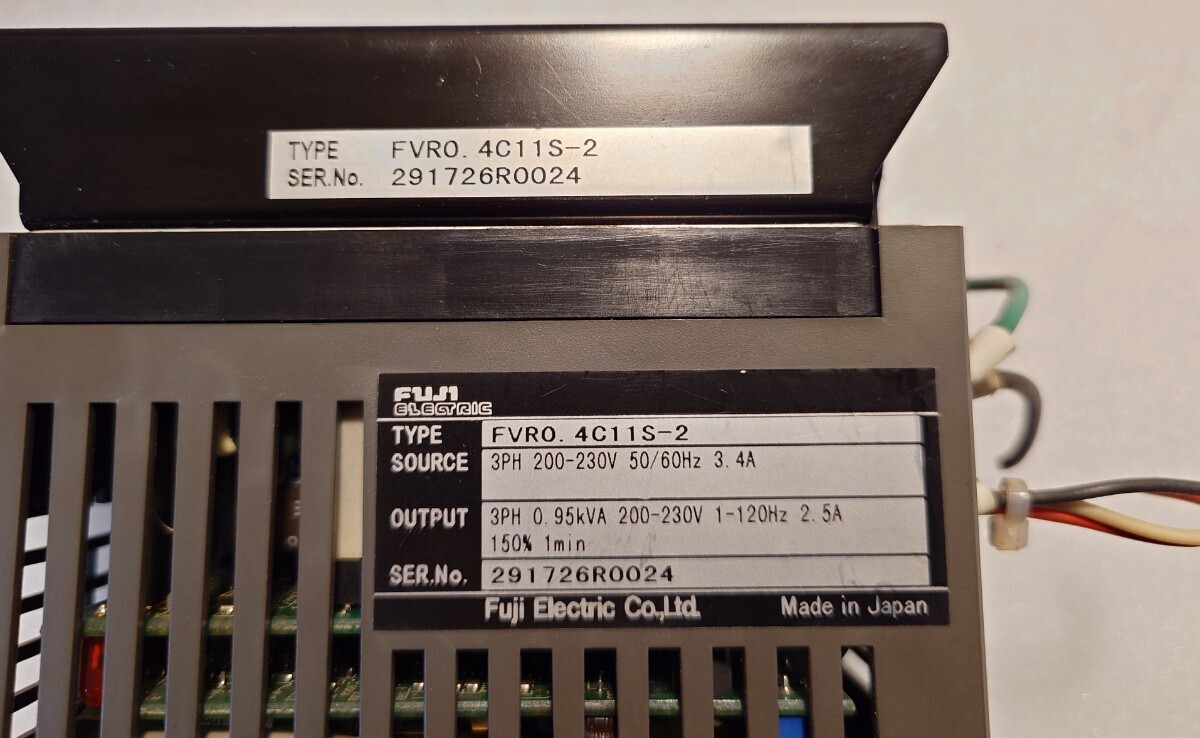 TYPE FVR0.4C11S-2
SER.No. 291726R0024
FUJI
ELECTRIC
TYPE FVR0.4C11S-2
SOURCE 3PH 200-230V 50/60Hz 3.4A
OUTPUT 3PH 0.95kVA 200-230V 1-120Hz 2.5A
150% 1min
SER.No. 291726R0024
Fuji Electric Co.,Ltd. Made in Japan